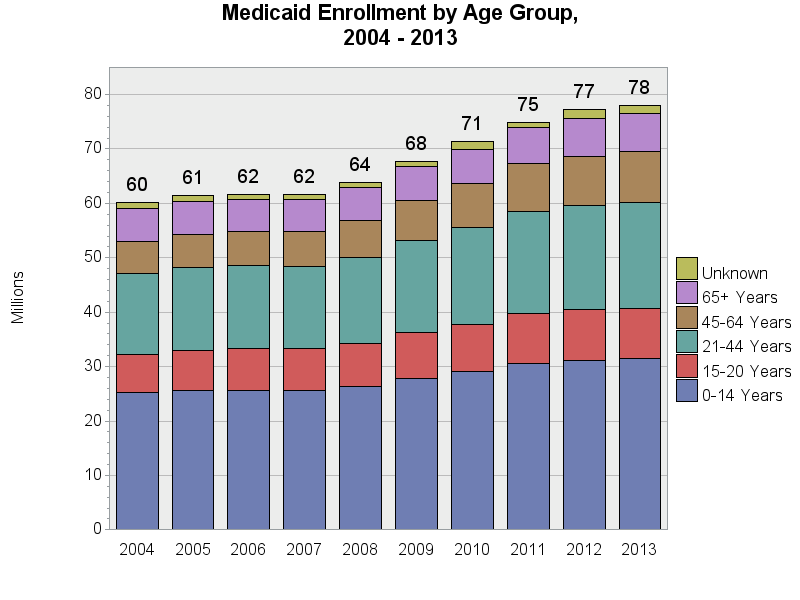 Medicaid Enrollment by Age Group,
2004 - 2013
Millions
80
70
60
50
40
30
20
10
0
60
61
62
62
64
68
71
75
77
78
2004 2005 2006 2007 2008 2009 2010 2011 2012 2013
Unknown
65+ Years
45-64 Years
21-44 Years
15-20 Years
0-14 Years